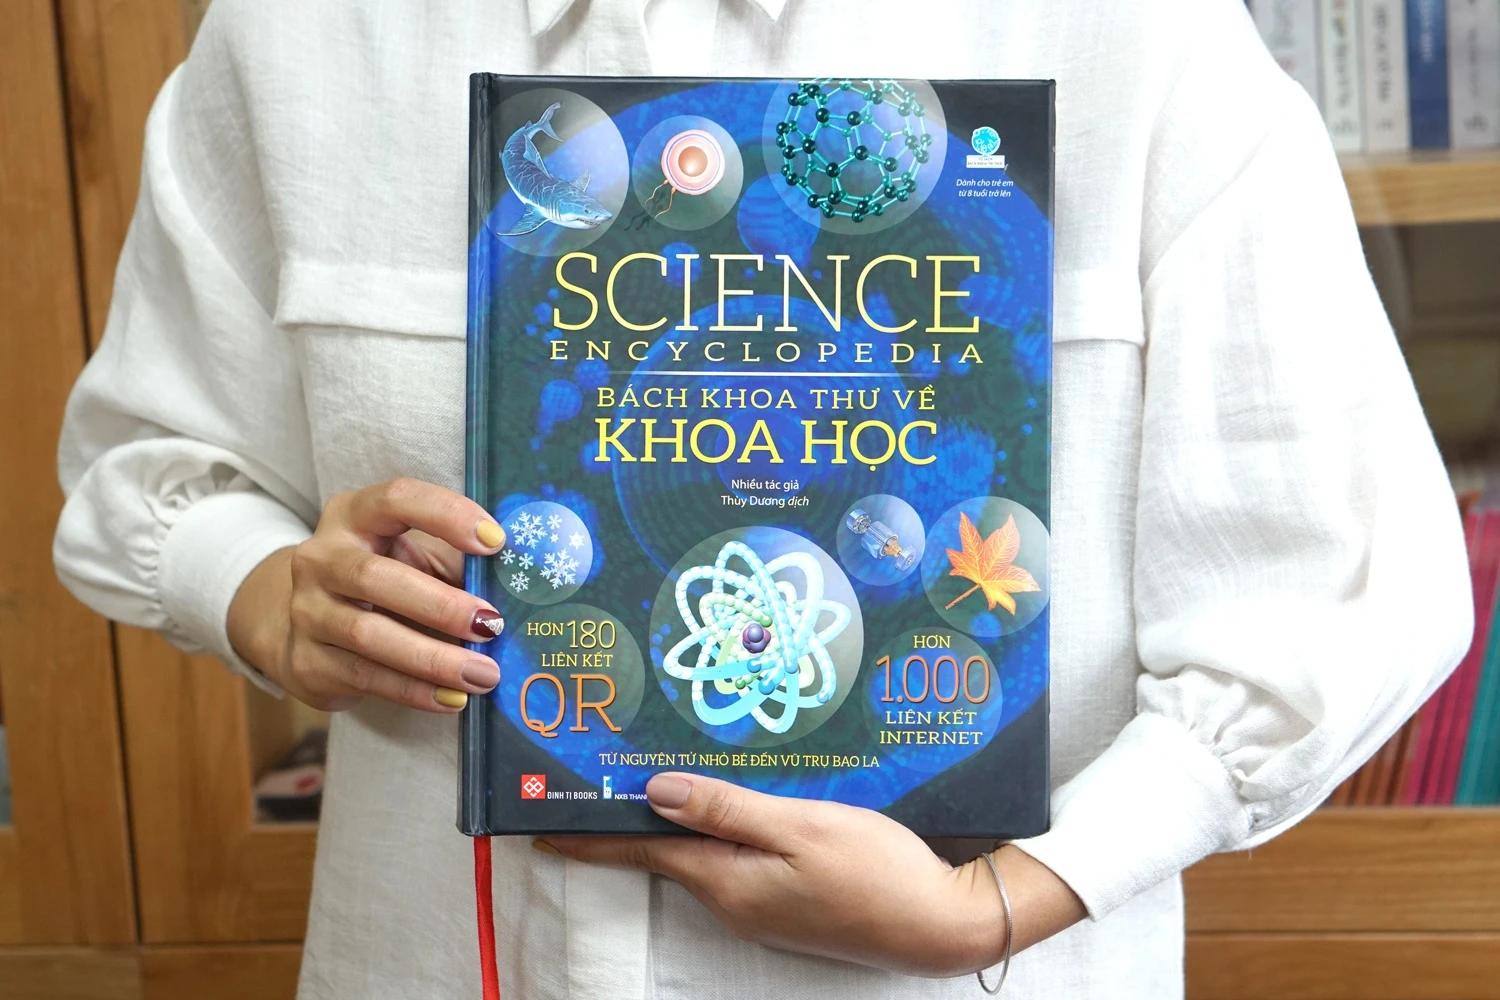 Dành cho trẻ em
từ 8 tuổi trở lên
SCIENCE
ENCYCLOPEDIA
BÁCH KHOA THƯ VỀ
KHOA HỌC
Nhiều tác giả
Thùy Dương dịch
HƠN 180
LIÊN KẾT
QR
HƠN
1.000
LIÊN KẾT
INTERNET
TỪ NGUYÊN TỬ NHỎ BÉ ĐẾN VŨ TRỤ BAO LA
ĐINH TỊ BOOKS
NXB THANH